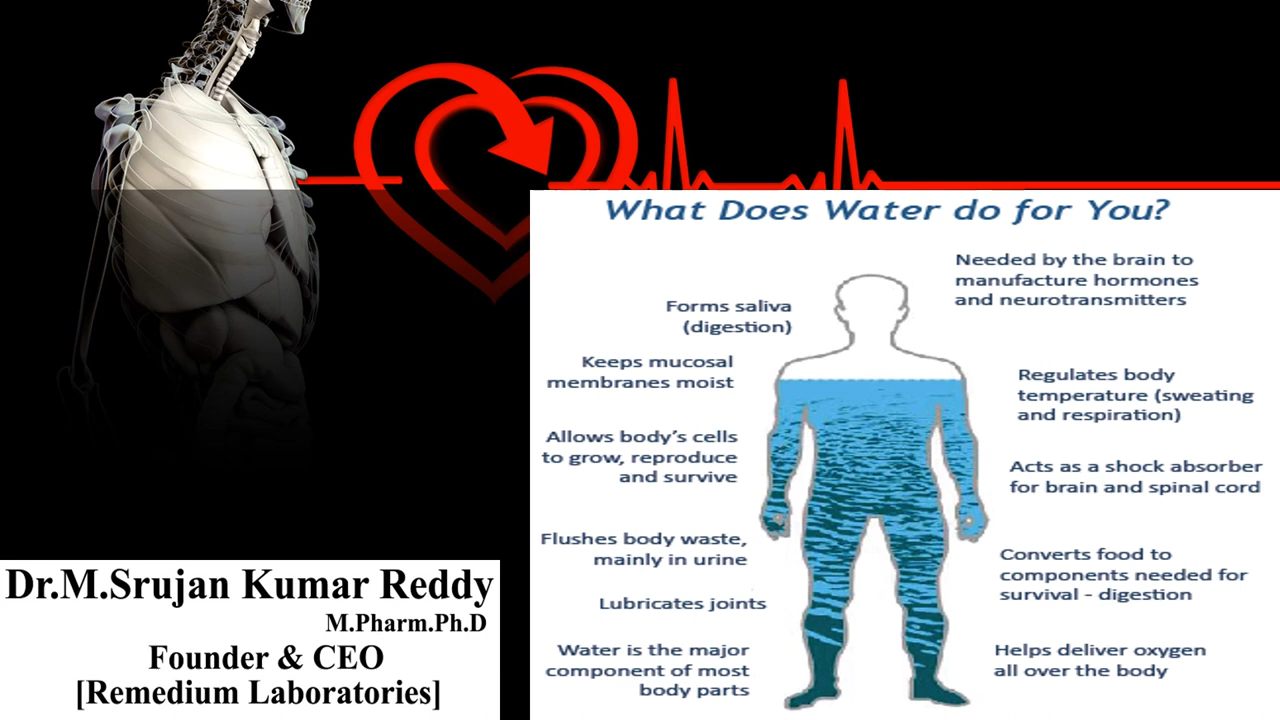 What Does Water do for You?
Needed by the brain to
manufacture hormones
and neurotransmitters
Forms saliva
(digestion)
Keeps mucosal
membranes moist
Regulates body
temperature (sweating
and respiration)
Allows body's cells
to grow, reproduce
and survive
Acts as a shock absorber
for brain and spinal cord
Flushes body waste,
mainly in urine
Converts food to
components needed for
survival - digestion
Lubricates joints
Water is the major
component of most
body parts
Helps deliver oxygen
all over the body
Dr.M.Srujan Kumar Reddy
M.Pharm.Ph.D
Founder & CEO
[Remedium Laboratories]